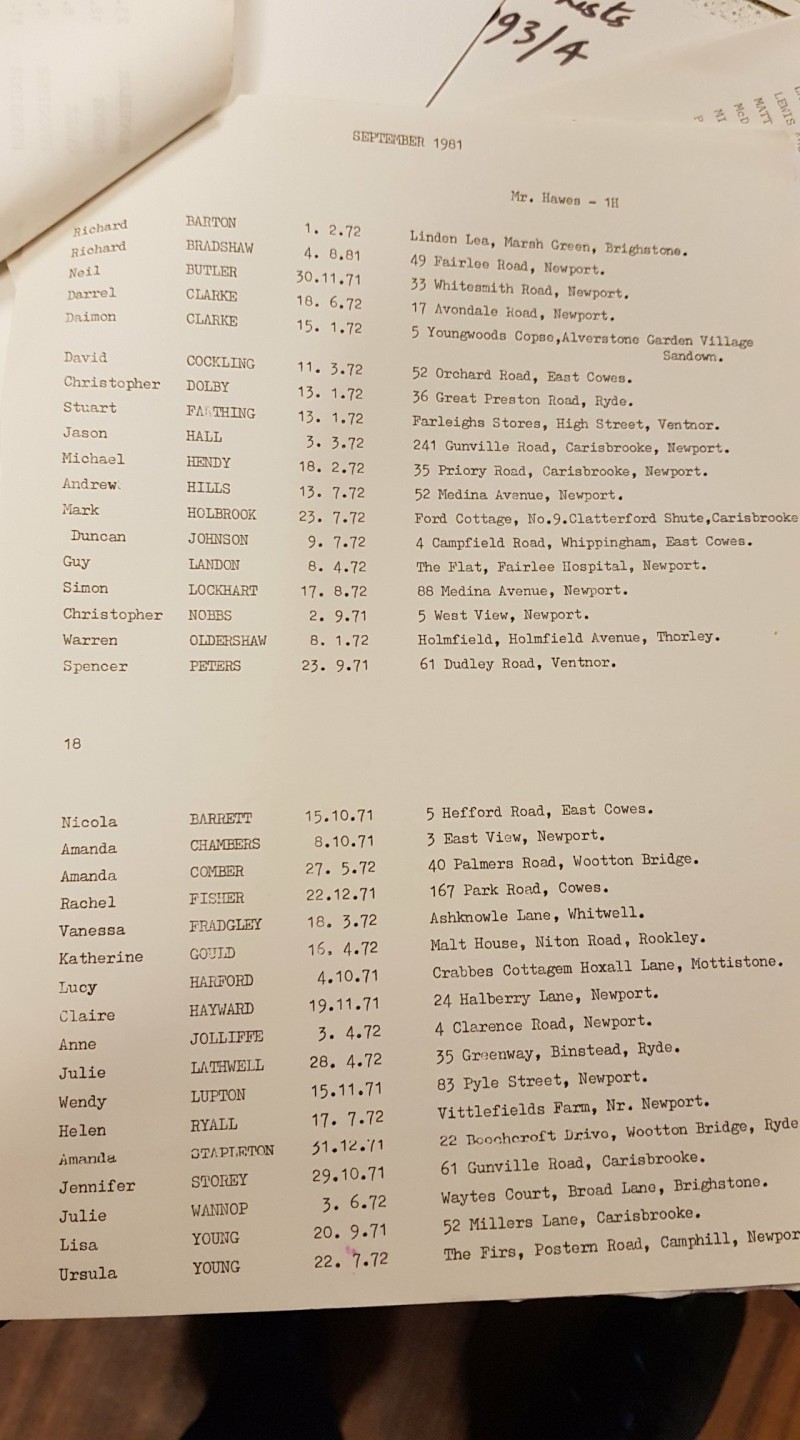 93/4
SEPTEMBER 1981
Mr. Hawes - 1H
Richard BARTON 1. 2.72 Linden Lea, Marsh Green, Brighstone.
Richard BRADSHAW 4. 8.81 49 Fairlee Road, Newport.
Neil BUTLER 30.11.71 33 Whitesmith Road, Newport.
Darrel CLARKE 18. 6.72 17 Avondale Road, Newport.
Daimon CLARKE 15. 1.72 5 Youngwoods Copse,Alverstone Garden Village
Sandown.
David COCKLING 11. 3.72 52 Orchard Road, East Cowes.
Christopher DOLBY 13. 1.72 36 Great Preston Road, Ryde.
Stuart FARTHING 13. 1.72 Farleighs Stores, High Street, Ventnor.
Jason HALL 3. 3.72 241 Gunville Road, Carisbrooke, Newport.
Michael HENDY 18. 2.72 35 Priory Road, Carisbrooke, Newport.
Andrew HILLS 13. 7.72 52 Medina Avenue, Newport.
Mark HOLBROOK 23. 7.72 Ford Cottage, No.9.Clatterford Shute,Carisbrooke
Duncan JOHNSON 9. 7.72 4 Campfield Road, Whippingham, East Cowes.
Guy LANDON 8. 4.72 The Flat, Fairlee Hospital, Newport.
Simon LOCKHART 17. 8.72 88 Medina Avenue, Newport.
Christopher NOBBS 2. 9.71 5 West View, Newport.
Warren OLDERSHAW 8. 1.72 Holmfield, Holmfield Avenue, Thorley.
Spencer PETERS 23. 9.71 61 Dudley Road, Ventnor.
18
Nicola BARRETT 15.10.71 5 Hefford Road, East Cowes.
Amanda CHAMBERS 8.10.71 3 East View, Newport.
Amanda COMBER 27. 5.72 40 Palmers Road, Wootton Bridge.
Rachel FISHER 22.12.71 167 Park Road, Cowes.
Vanessa FRADGLEY 18. 3.72 Ashknowle Lane, Whitwell.
Katherine GOULD 16. 4.72 Malt House, Niton Road, Rookley.
Lucy HARFORD 4.10.71 Crabbes Cottagem Hoxall Lane, Mottistone.
Claire HAYWARD 19.11.71 24 Halberry Lane, Newport.
Anne JOLLIFFE 3. 4.72 4 Clarence Road, Newport.
Julie LATHWELL 28. 4.72 35 Greenway, Binstead, Ryde.
Wendy LUPTON 15.11.71 83 Pyle Street, Newport.
Helen RYALL 17. 7.72 Vittlefields Farm, Nr. Newport.
Amanda STAPLETON 31.12.71 22 Beechcroft Drive, Wootton Bridge, Ryde
Jennifer STOREY 29.10.71 61 Gunville Road, Carisbrooke.
Julie WANNOP 3. 6.72 Waytes Court, Broad Lane, Brighstone.
Lisa YOUNG 20. 9.71 52 Millers Lane, Carisbrooke.
Ursula YOUNG 22. 7.72 The Firs, Postern Road, Camphill, Newpor
LEWIS
MATT
McD
MI
P